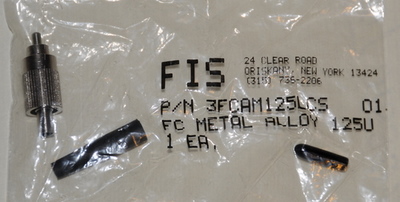 FIS
24 CLEAR ROAD
ORISKANY, NEW YORK 13424
(315) 736-2206
P/N 3FCAM125LCS 01.
FC METAL ALLOY 125U
1 EA.